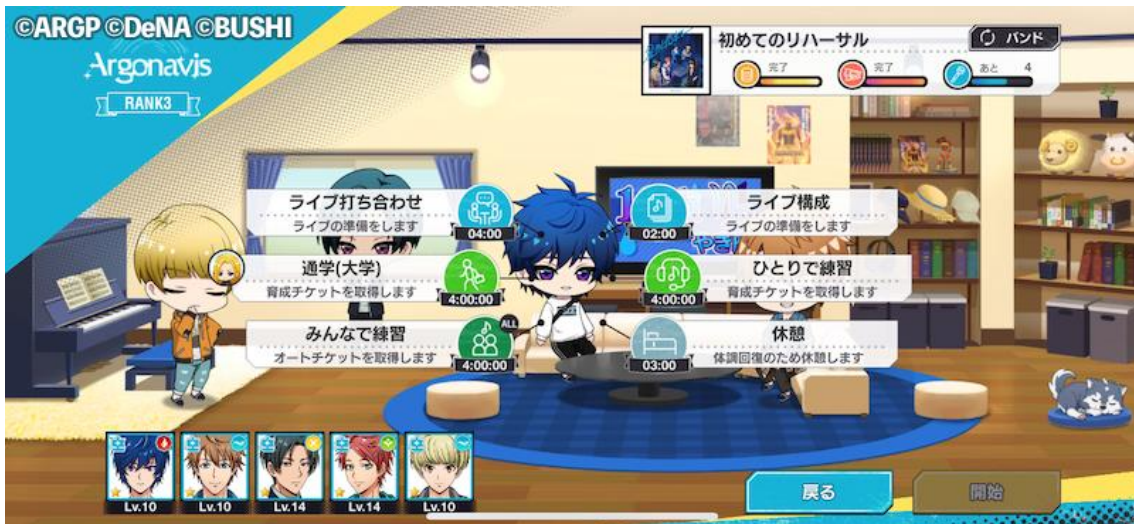 ©ARGP ©DeNA ©BUSHI
Argonavis
RANK3
初めてのリハーサル
バンド
完了
完了
あと 4
ライブ打ち合わせ
ライブの準備をします
04:00
ライブ構成
ライブの準備をします
02:00
通学(大学)
育成チケットを取得します
4:00:00
ひとりで練習
育成チケットを取得します
4:00:00
みんなで練習
オートチケットを取得します
ALL
4:00:00
休憩
体調回復のため休憩します
03:00
Lv.10
Lv.10
Lv.14
Lv.14
Lv.10
戻る
開始